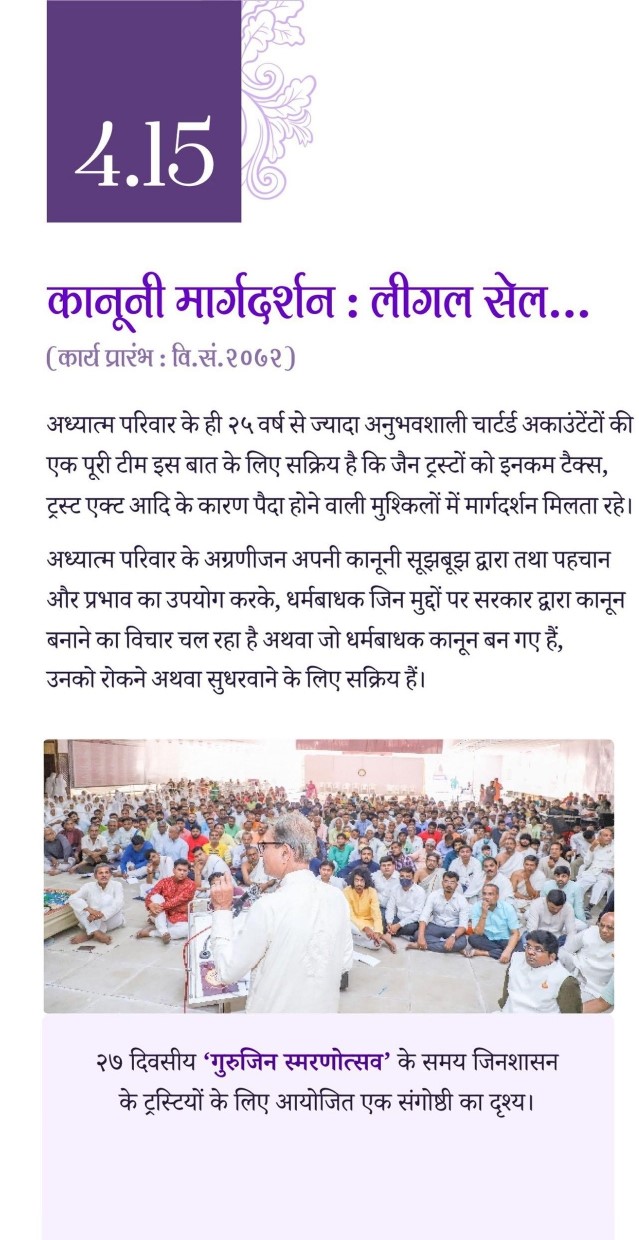 4.15
कानूनी मार्गदर्शन : लीगल सेल...
(कार्य प्रारंभ : वि.सं.२०७२)
अध्यात्म परिवार के ही २५ वर्ष से ज्यादा अनुभवशाली चार्टर्ड अकाउंटेंटों की
एक पूरी टीम इस बात के लिए सक्रिय है कि जैन ट्रस्टों को इनकम टैक्स,
ट्रस्ट एक्ट आदि के कारण पैदा होने वाली मुश्किलों में मार्गदर्शन मिलता रहे।
अध्यात्म परिवार के अग्रणीजन अपनी कानूनी सूझबूझ द्वारा तथा पहचान
और प्रभाव का उपयोग करके, धर्मबाधक जिन मुद्दों पर सरकार द्वारा कानून
बनाने का विचार चल रहा है अथवा जो धर्मबाधक कानून बन गए हैं,
उनको रोकने अथवा सुधरवाने के लिए सक्रिय हैं।
२७ दिवसीय ‘गुरुजिन स्मरणोत्सव’ के समय जिनशासन
के ट्रस्टियों के लिए आयोजित एक संगोष्ठी का दृश्य।